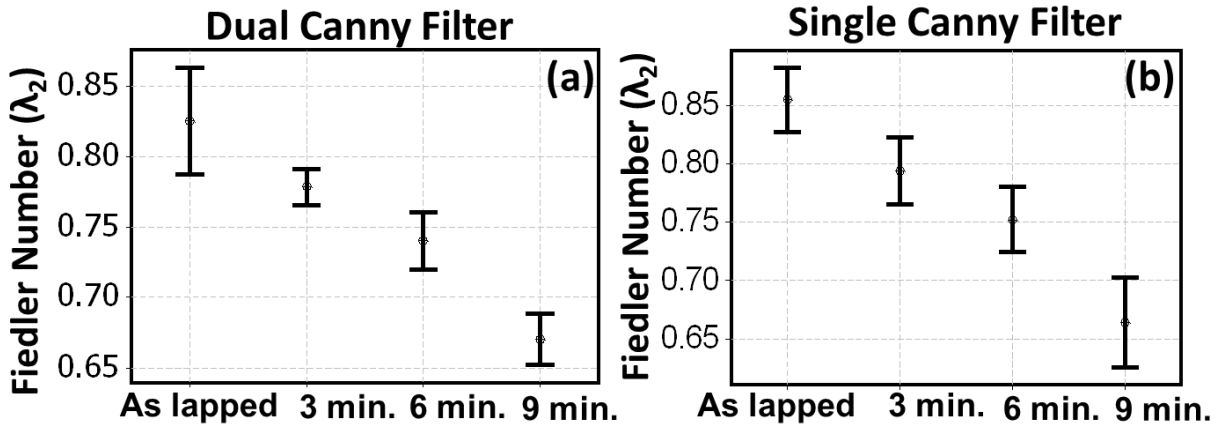 Dual Canny Filter
(a)
Fiedler Number (λ₂)
0.85
0.80
0.75
0.70
0.65
As lapped 3 min. 6 min. 9 min.
Single Canny Filter
(b)
Fiedler Number (λ₂)
0.85
0.80
0.75
0.70
0.65
As lapped 3 min. 6 min. 9 min.